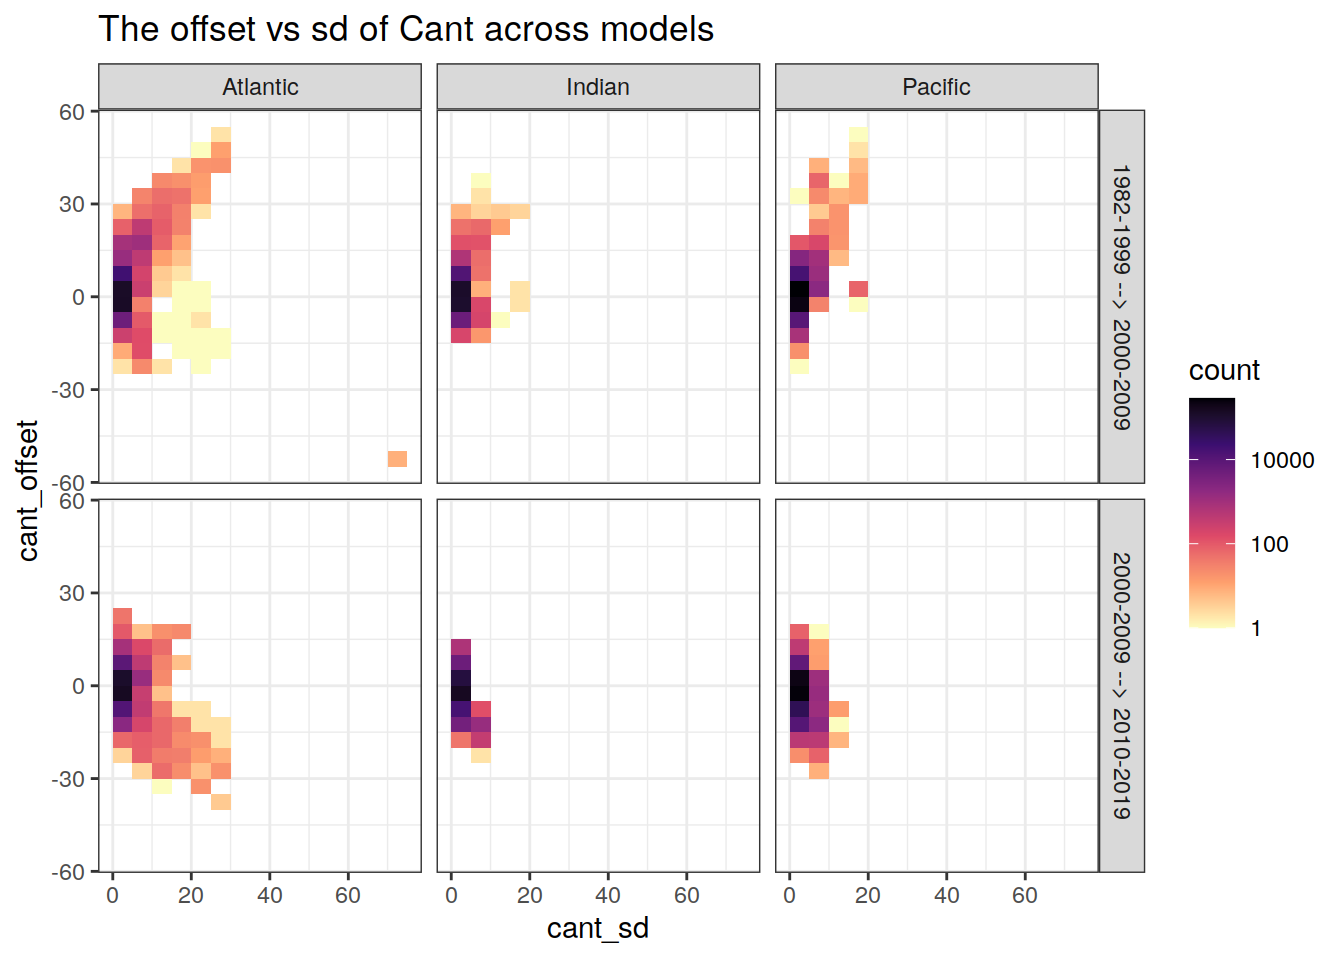 The offset vs sd of Cant across models
Atlantic
Indian
Pacific
60
30
0
-30
-60
1982-1999 --> 2000-2009
60
30
0
-30
-60
2000-2009 --> 2010-2019
cant_offset
0 20 40 60
0 20 40 60
0 20 40 60
cant_sd
count
10000
100
1